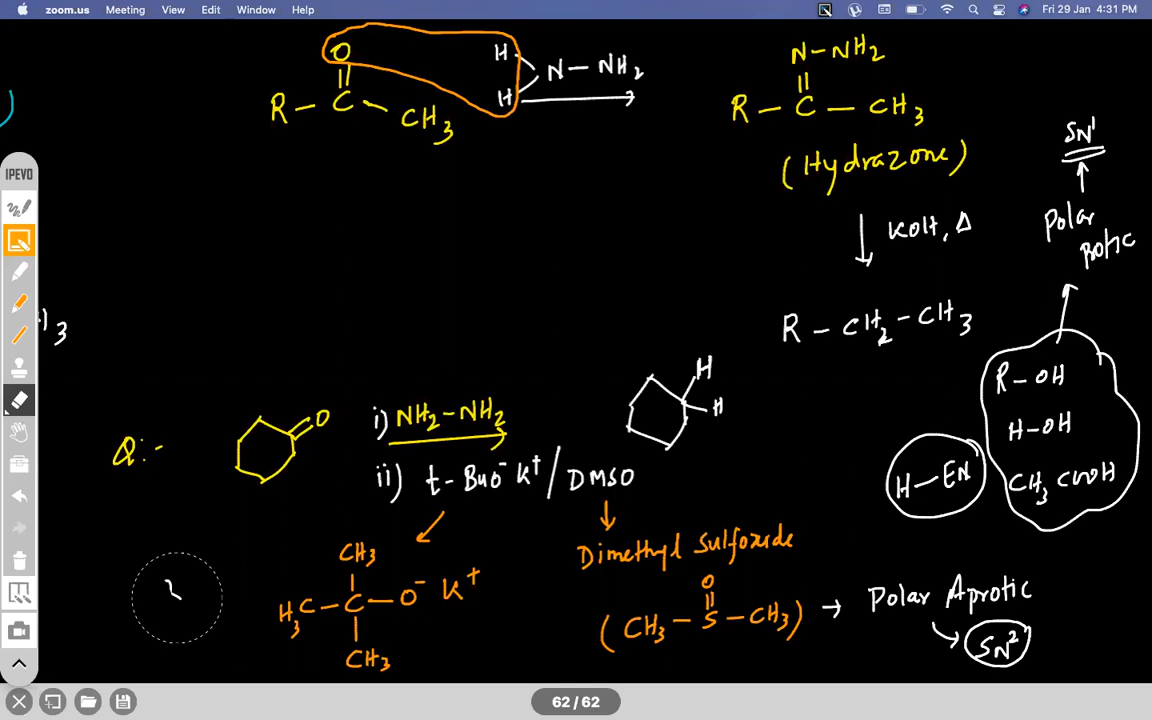 zoom.us Meeting View Edit Window Help Fri 29 Jan 4:31 PM
O H
N - NH2
H
R - C - CH3
N - NH2
R - C - CH3
(Hydrazone)
KOH, Δ
R - CH2 - CH3
SN1
Polar
protic
R - OH
H - OH
CH3COOH
H - EN
IPEVO
3
Q:-
O
i) NH2 - NH2
ii) t-BuO⁻ K⁺ / DMSO
H
H
CH3
H3C - C - O⁻ K⁺
CH3
Dimethyl Sulfoxide
O
(CH3 - S - CH3) → Polar Aprotic
SN2
62 / 62